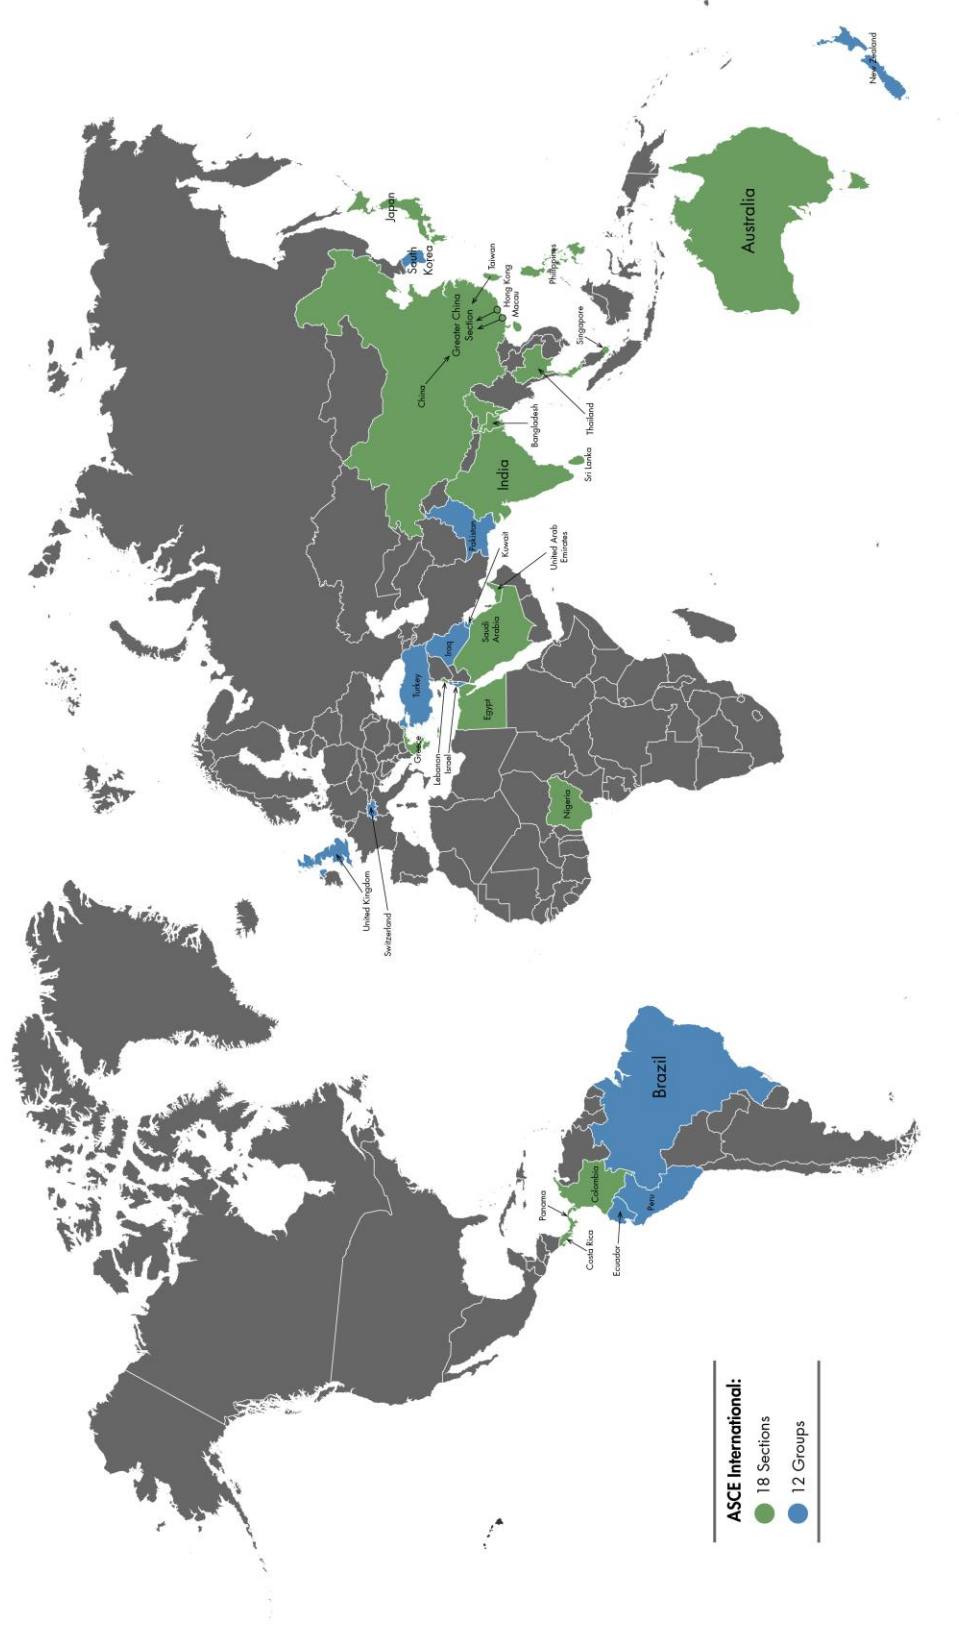 United Kingdom
Switzerland
Greece
Turkey
Lebanon
Israel
Iraq
Egypt
Saudi
Arabia
Kuwait
United Arab
Emirates
Nigeria
Pakistan
India
Sri Lanka
Bangladesh
Thailand
China
Greater China
Section
Taiwan
Hong Kong
Macau
South
Korea
Japan
Philippines
Singapore
Australia
New Zealand
Panama
Costa Rica
Colombia
Ecuador
Peru
Brazil
ASCE International:
18 Sections
12 Groups